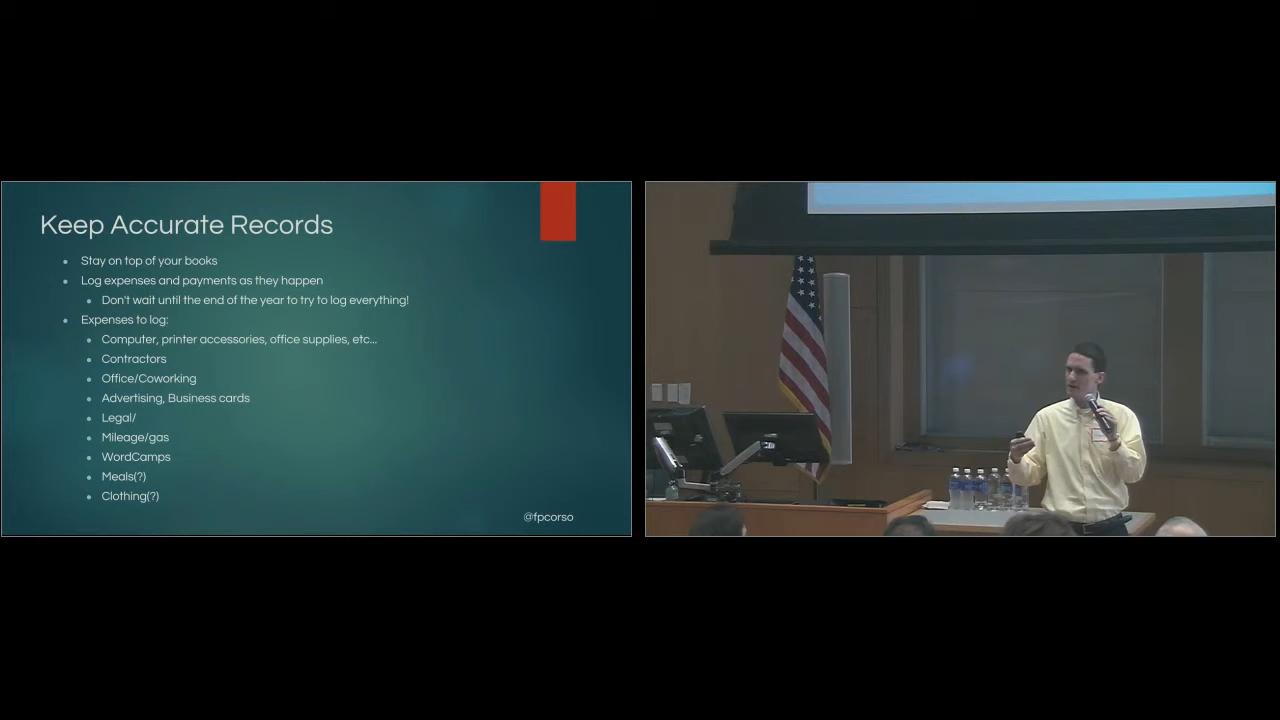 Keep Accurate Records
Stay on top of your books
Log expenses and payments as they happen
Don't wait until the end of the year to try to log everything!
Expenses to log:
Computer, printer accessories, office supplies, etc...
Contractors
Office/Coworking
Advertising, Business cards
Legal/
Mileage/gas
WordCamps
Meals(?)
Clothing(?)
@fpcorso